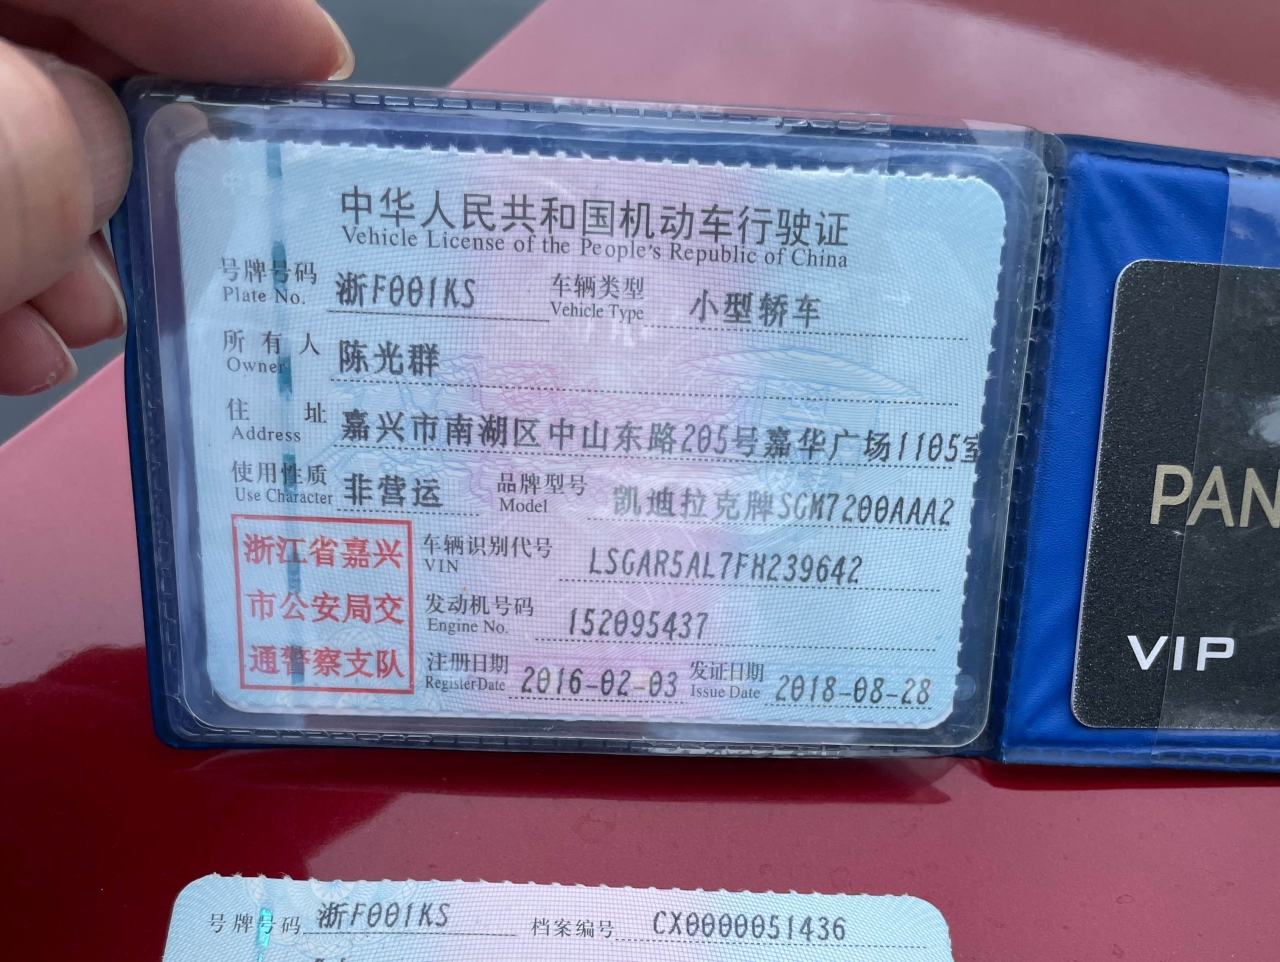 中华人民共和国机动车行驶证
Vehicle License of the People's Republic of China
号牌号码 浙F001KS 车辆类型 小型轿车
Plate No. Vehicle Type
所有人 陈光群
Owner
住址 嘉兴市南湖区中山东路205号嘉华广场1105室
Address
使用性质 非营运 品牌型号 凯迪拉克牌SGM7200AAA2
Use Character Model
浙江省嘉兴
市公安局交
通警察支队
车辆识别代号 LSGAR5AL7FH239642
VIN
发动机号码 152095437
Engine No.
注册日期 2016-02-03 发证日期 2018-08-28
Register Date Issue Date
PAN
VIP
号牌号码 浙F001KS 档案编号 CX0000051436